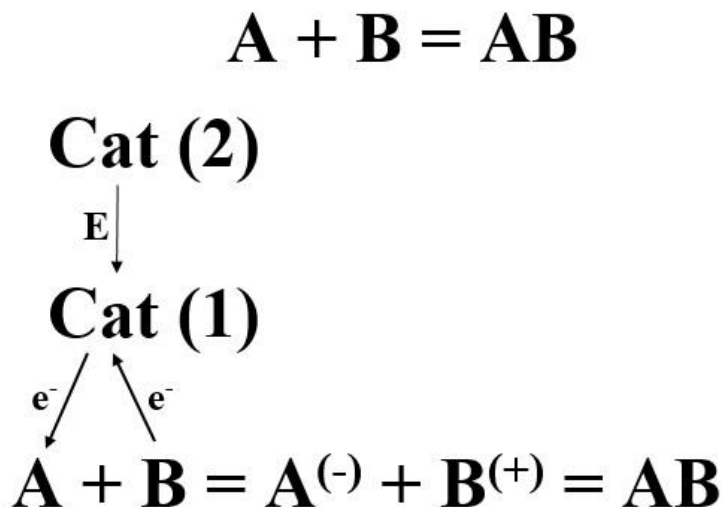 A + B = AB
Cat (2)
E
Cat (1)
e⁻ e⁻
A + B = A⁽⁻⁾ + B⁽⁺⁾ = AB